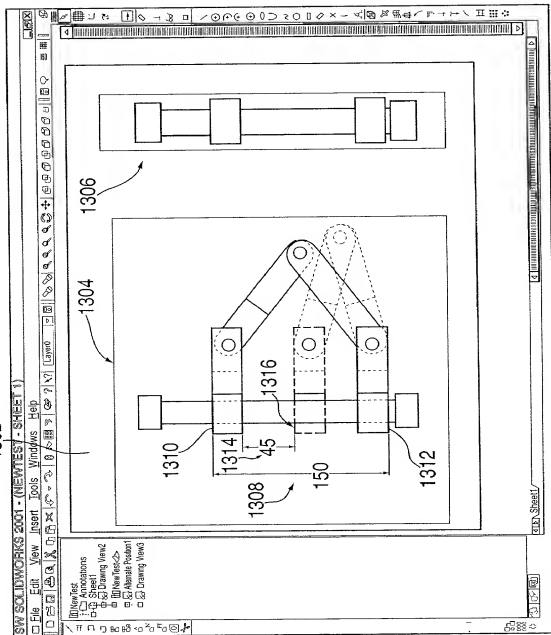 SW SOLIDWORKS 2001 - (NEWTEST - SHEET 1)
File Edit View Insert Tools Windows Help
Layer0
NewTest
Annotations
Sheet1
Drawing View2
NewTest<2>
Alternate Position1
Drawing View3
1304
1306
1310
1314
45
1316
1308
150
1312
Sheet1